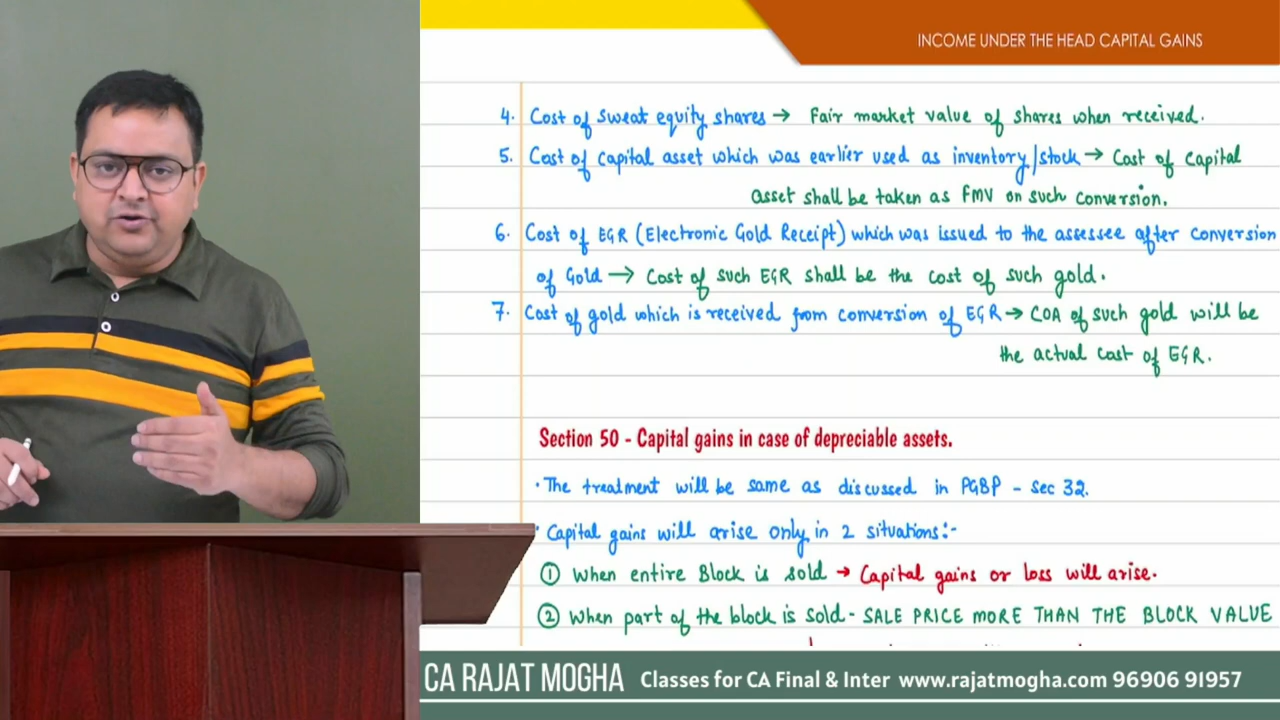 INCOME UNDER THE HEAD CAPITAL GAINS
4. Cost of sweat equity shares → Fair market value of shares when received.
5. Cost of capital asset which was earlier used as inventory/stock → Cost of Capital
asset shall be taken as FMV on such conversion.
6. Cost of EGR (Electronic Gold Receipt) which was issued to the assessee after conversion
of Gold → Cost of such EGR shall be the cost of such gold.
7. Cost of gold which is received from conversion of EGR → COA of such gold will be
the actual cost of EGR.
Section 50 - Capital gains in case of depreciable assets.
· The treatment will be same as discussed in PGBP - sec 32.
· Capital gains will arise only in 2 situations:-
① When entire Block is sold → Capital gains or loss will arise.
② When part of the block is sold - SALE PRICE MORE THAN THE BLOCK VALUE
CA RAJAT MOGHA Classes for CA Final & Inter www.rajatmogha.com 96906 91957